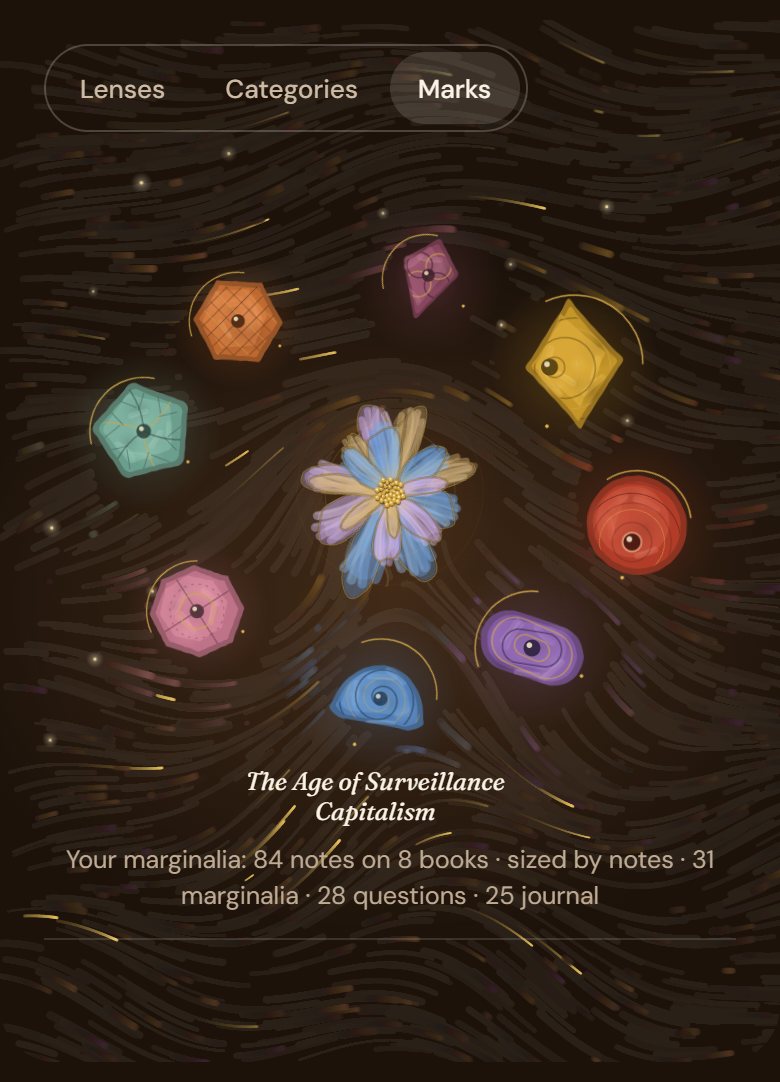 Lenses Categories Marks
The Age of Surveillance
Capitalism
Your marginalia: 84 notes on 8 books · sized by notes · 31
marginalia · 28 questions · 25 journal